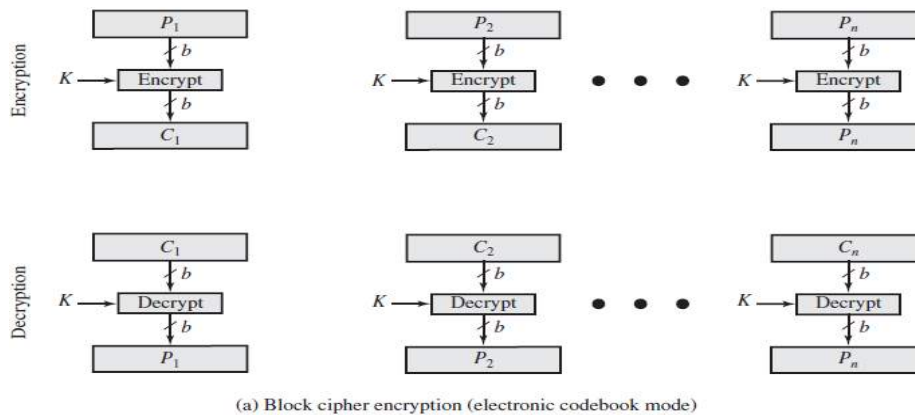 P1 P2 Pn
Encryption
b b b
K Encrypt K Encrypt K Encrypt
b b b
C1 C2 Pn
C1 C2 Cn
Decryption
b b b
K Decrypt K Decrypt K Decrypt
b b b
P1 P2 Pn
(a) Block cipher encryption (electronic codebook mode)